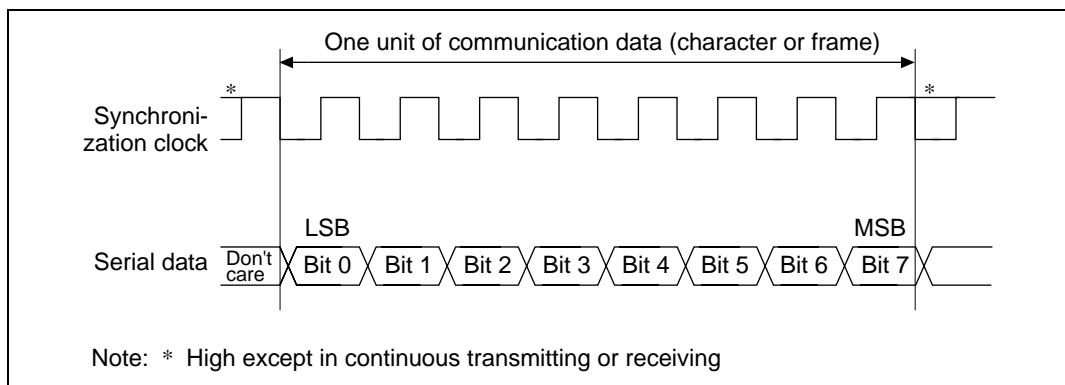 One unit of communication data (character or frame)
* *
Synchroni-
zation clock
LSB MSB
Serial data Don't care Bit 0 Bit 1 Bit 2 Bit 3 Bit 4 Bit 5 Bit 6 Bit 7
Note: * High except in continuous transmitting or receiving